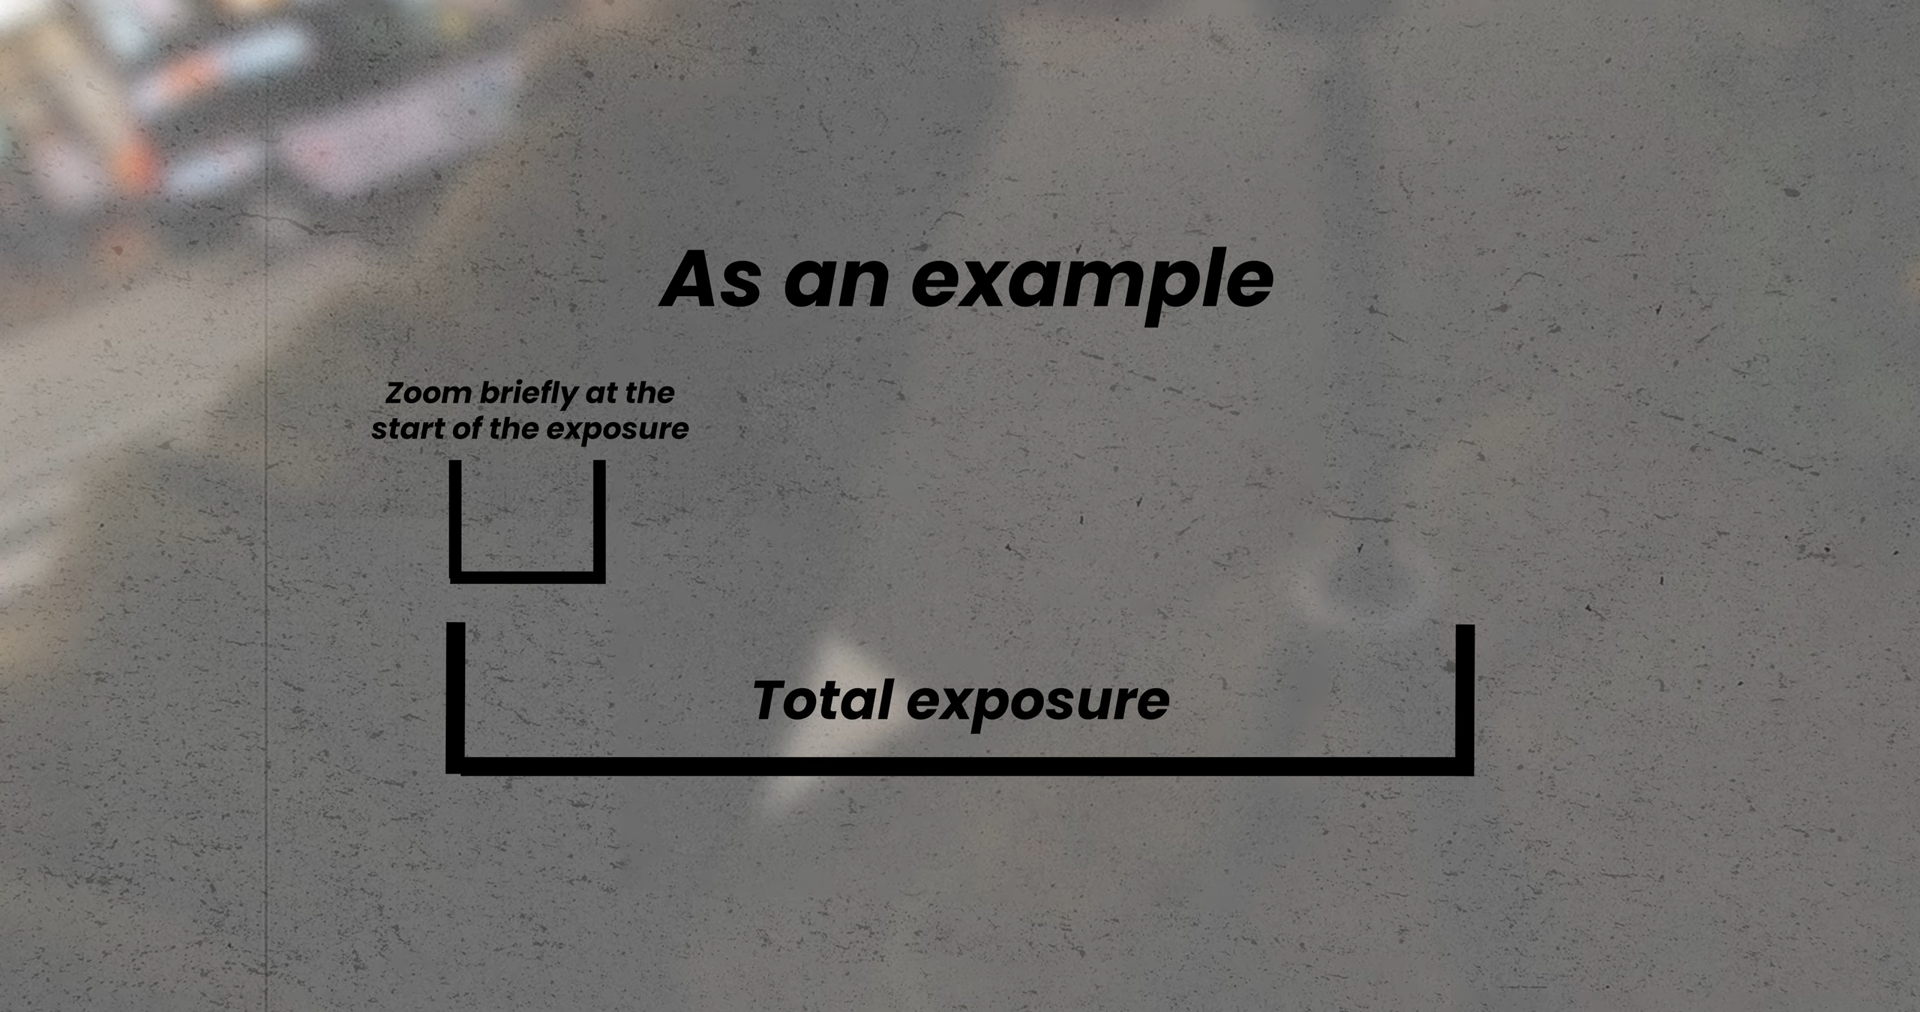 As an example
Zoom briefly at the
start of the exposure
Total exposure